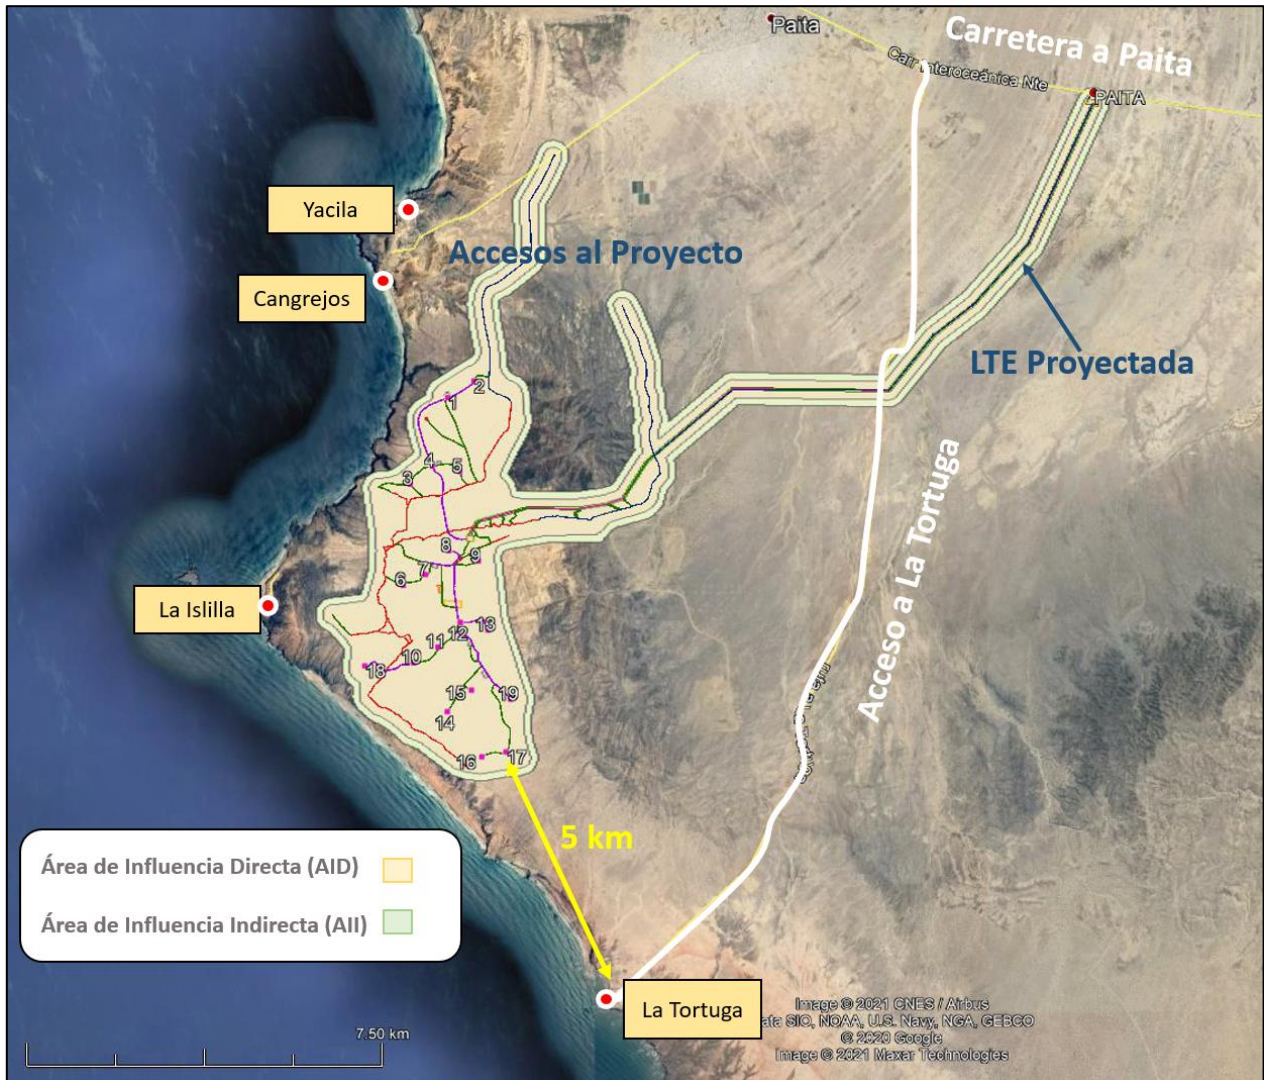 Paita
Carretera a Paita
Carr Interoceánica Nte
PAITA
Yacila
Accesos al Proyecto
Cangrejos
LTE Proyectada
2
1
4
5
3
Acceso a La Tortuga
8
9
7
6
La Islilla
13
12
11
10
18
15
19
14
17
16
5 km
Área de Influencia Directa (AID)
Área de Influencia Indirecta (AII)
La Tortuga
7.50 km
Image © 2021 CNES / Airbus
ata SIO, NOAA, U.S. Navy, NGA, GEBCO
© 2020 Google
Image © 2021 Maxar Technologies